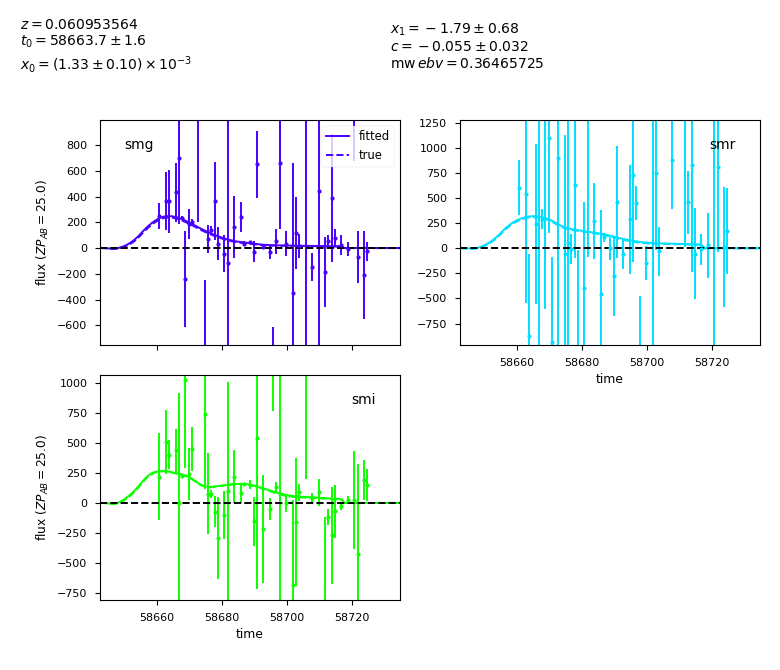 z = 0.060953564
t₀ = 58663.7 ± 1.6
x₀ = (1.33 ± 0.10) × 10⁻³
x₁ = −1.79 ± 0.68
c = −0.055 ± 0.032
mw ebv = 0.36465725
smg
fitted
true
800
600
400
200
0
−200
−400
−600
flux (ZP_AB = 25.0)
smr
1250
1000
750
500
250
0
−250
−500
−750
58660 58680 58700 58720
time
smi
1000
750
500
250
0
−250
−500
−750
flux (ZP_AB = 25.0)
58660 58680 58700 58720
time